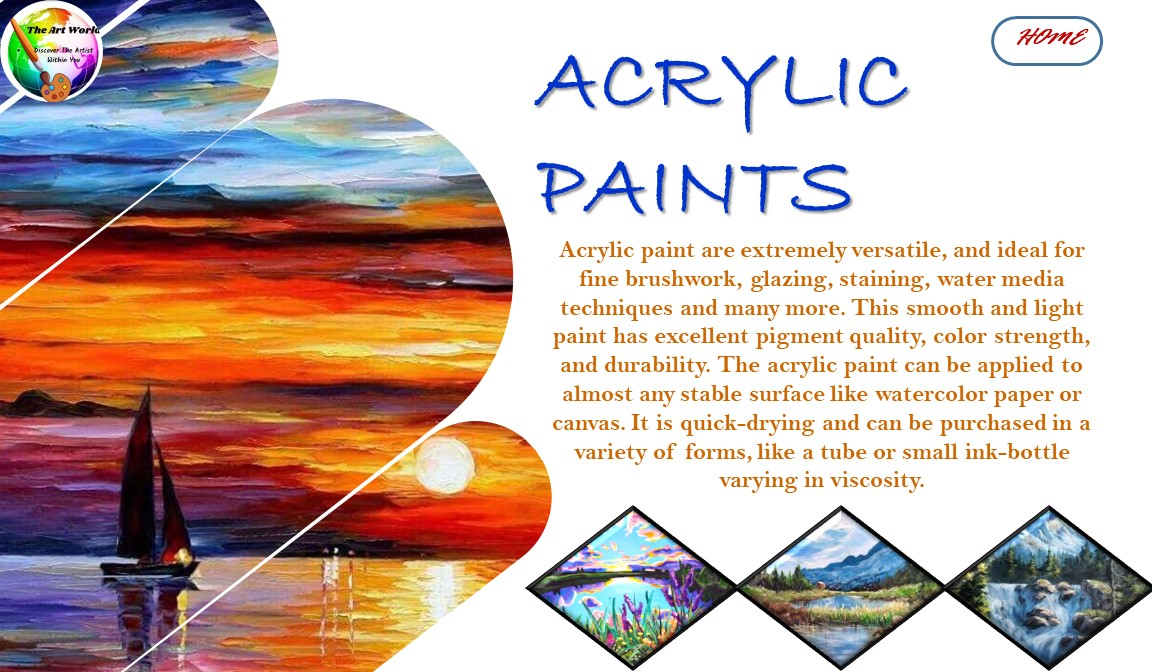 The Art World
Discover The Artist
Within You
HOME
ACRYLIC
PAINTS
Acrylic paint are extremely versatile, and ideal for
fine brushwork, glazing, staining, water media
techniques and many more. This smooth and light
paint has excellent pigment quality, color strength,
and durability. The acrylic paint can be applied to
almost any stable surface like watercolor paper or
canvas. It is quick-drying and can be purchased in a
variety of forms, like a tube or small ink-bottle
varying in viscosity.